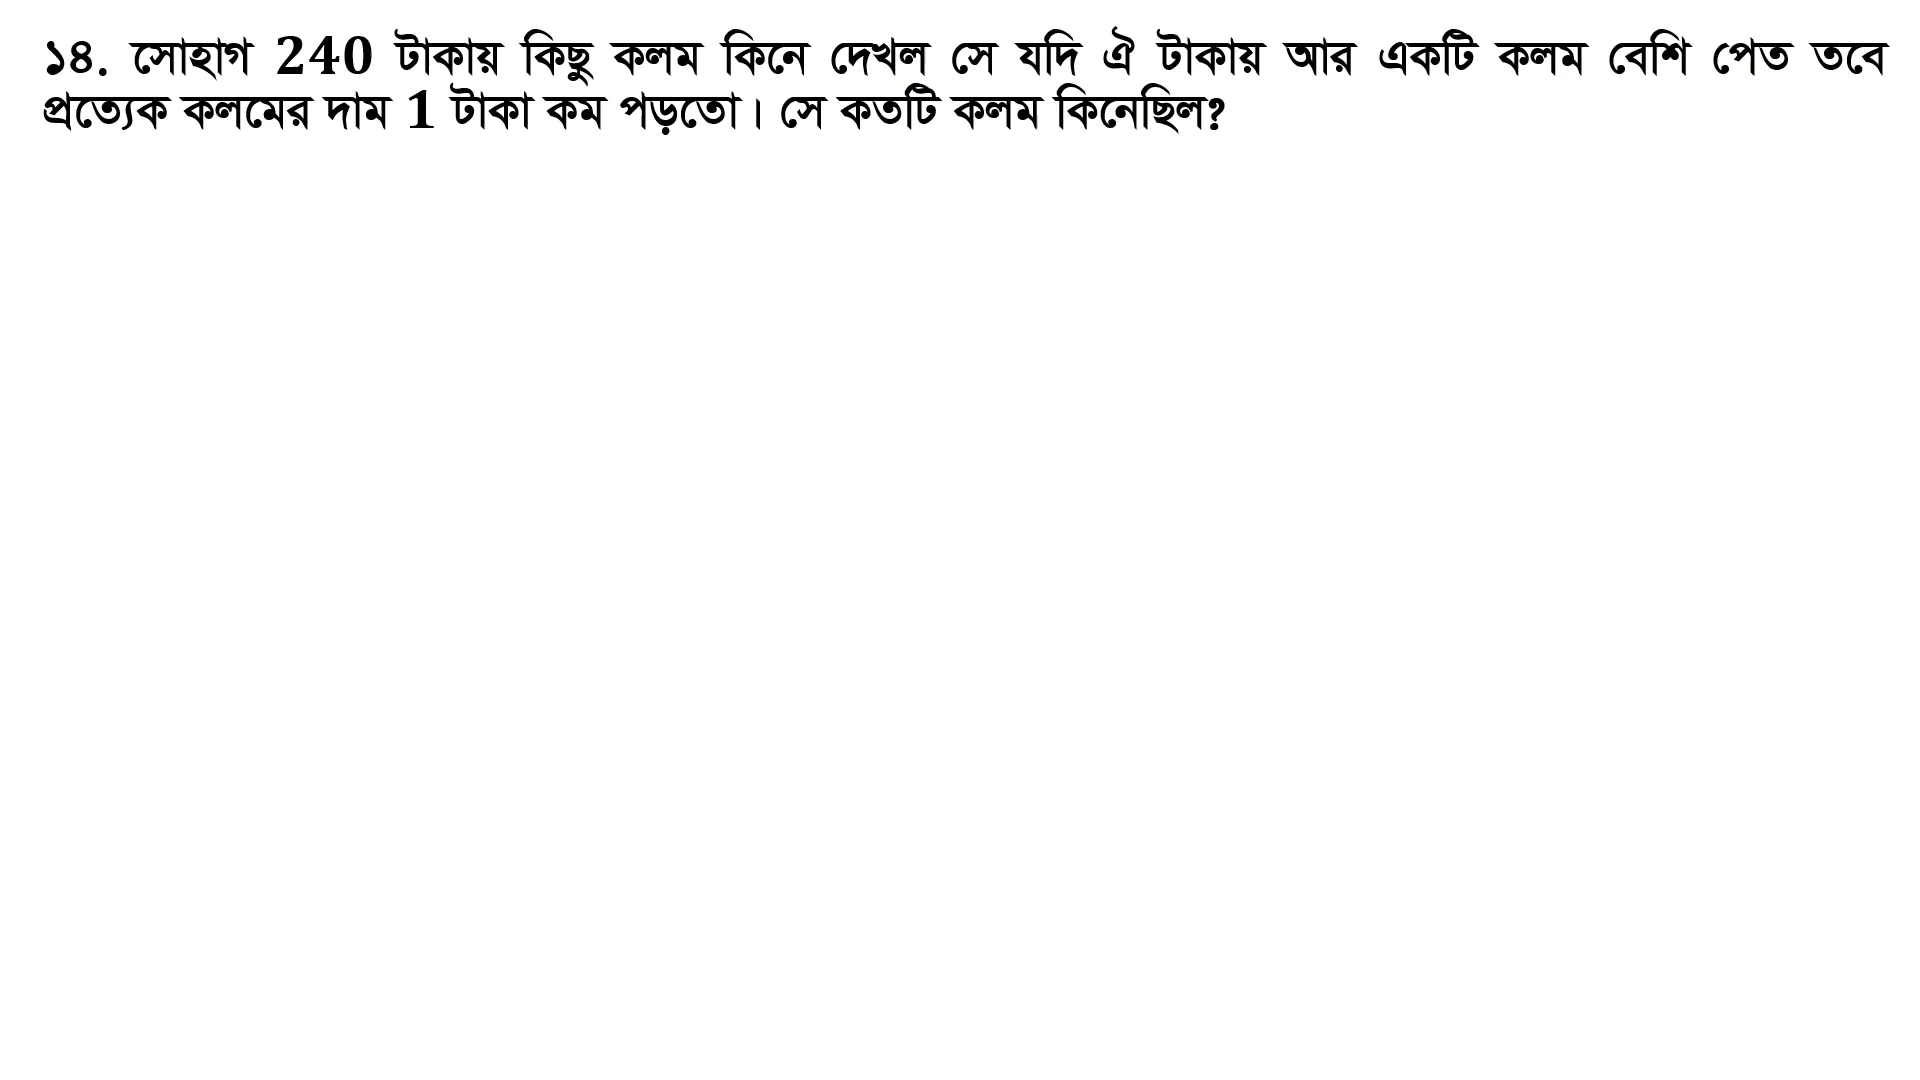 ১৪. সোহাগ 240 টাকায় কিছু কলম কিনে দেখল সে যদি ঐ টাকায় আর একটি কলম বেশি পেত তবে
প্রত্যেক কলমের দাম 1 টাকা কম পড়তো। সে কতটি কলম কিনেছিল?